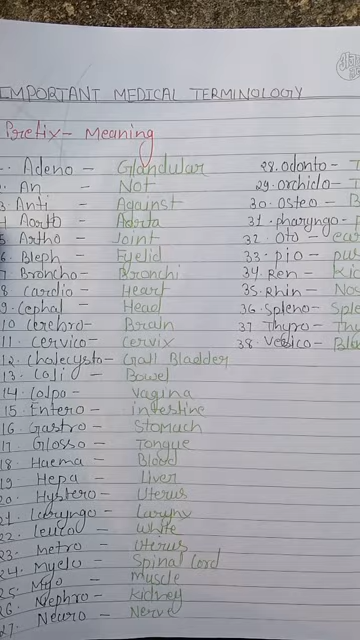 IMPORTANT MEDICAL TERMINOLOGY
Prefix - Meaning
Adeno - Glandular
An - Not
3 Anti - Against
4 Aorto - Aorta
5 Artho - Joint
6 Bleph - Eyelid
7 Broncho - Bronchi
8 Cardio - Heart
9. Cephal - Head
10 Cerebro - Brain
11. Cervico - Cervix
12. Cholecysto - Gall Bladder
13. Coli - Bowel
14. Colpo - Vagina
15. Entero - intestine
16. Gastro - Stomach
17. Glosso - Tongue
18. Haema - Blood
19. Hepa - Liver
20. Hystero - Uterus
21. Laryngo - Larynx
22. Leuco - White
23. Metro - Uterus
24. Myelo - Spinal Cord
25. Myo - Muscle
26. Nephro - Kidney
27. Neuro - Nerve
28. Odonto -
29. Orchido -
30. Osteo -
31. pharyngo -
32. Oto - ear
33. pio -
34. Ren -
35. Rhin -
36. Spleno -
37. Thyro -
38. Vesico -